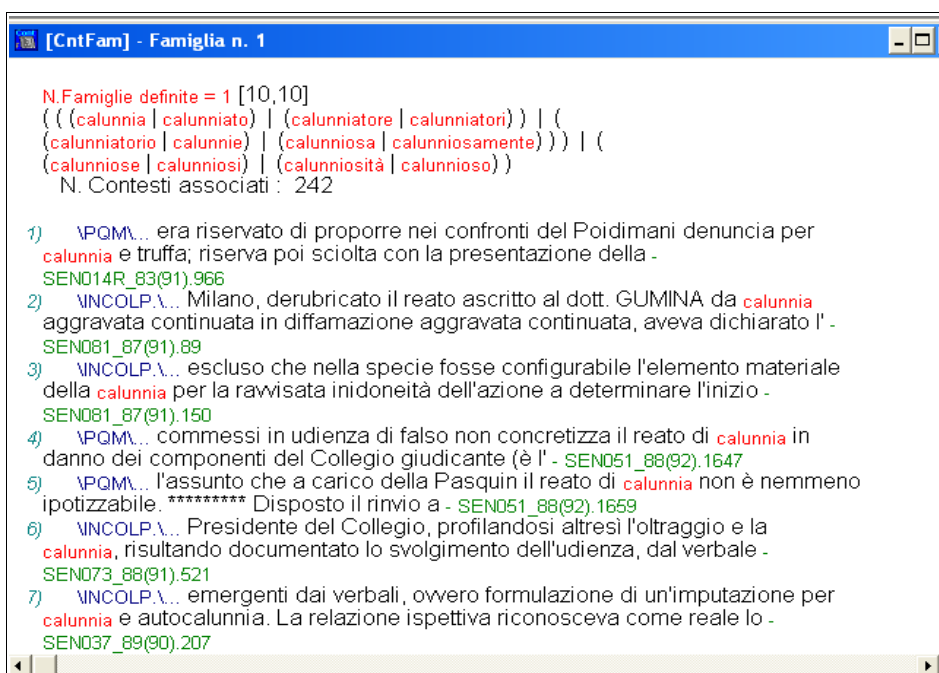 [CntFam] - Famiglia n. 1
N.Famiglie definite = 1 [10,10]
( ( ( (calunnia | calunniato) | (calunniatore | calunniatori) ) | (
(calunniatorio | calunnie) | (calunniosa | calunniosamente) ) ) | (
(calunniose | calunniosi) | (calunniosità | calunnioso) )
N. Contesti associati : 242
1) \PQM\... era riservato di proporre nei confronti del Poidimani denuncia per
calunnia e truffa; riserva poi sciolta con la presentazione della -
SEN014R_83(91).966
2) \INCOLP.\... Milano, derubricato il reato ascritto al dott. GUMINA da calunnia
aggravata continuata in diffamazione aggravata continuata, aveva dichiarato l' -
SEN081_87(91).89
3) \INCOLP.\... escluso che nella specie fosse configurabile l'elemento materiale
della calunnia per la ravvisata inidoneità dell'azione a determinare l'inizio -
SEN081_87(91).150
4) \PQM\... commessi in udienza di falso non concretizza il reato di calunnia in
danno dei componenti del Collegio giudicante (è l' - SEN051_88(92).1647
5) \PQM\... l'assunto che a carico della Pasquin il reato di calunnia non è nemmeno
ipotizzabile. ********* Disposto il rinvio a - SEN051_88(92).1659
6) \INCOLP.\... Presidente del Collegio, profilandosi altresì l'oltraggio e la
calunnia, risultando documentato lo svolgimento dell'udienza, dal verbale -
SEN073_88(91).521
7) \INCOLP.\... emergenti dai verbali, ovvero formulazione di un'imputazione per
calunnia e autocalunnia. La relazione ispettiva riconosceva come reale lo -
SEN037_89(90).207